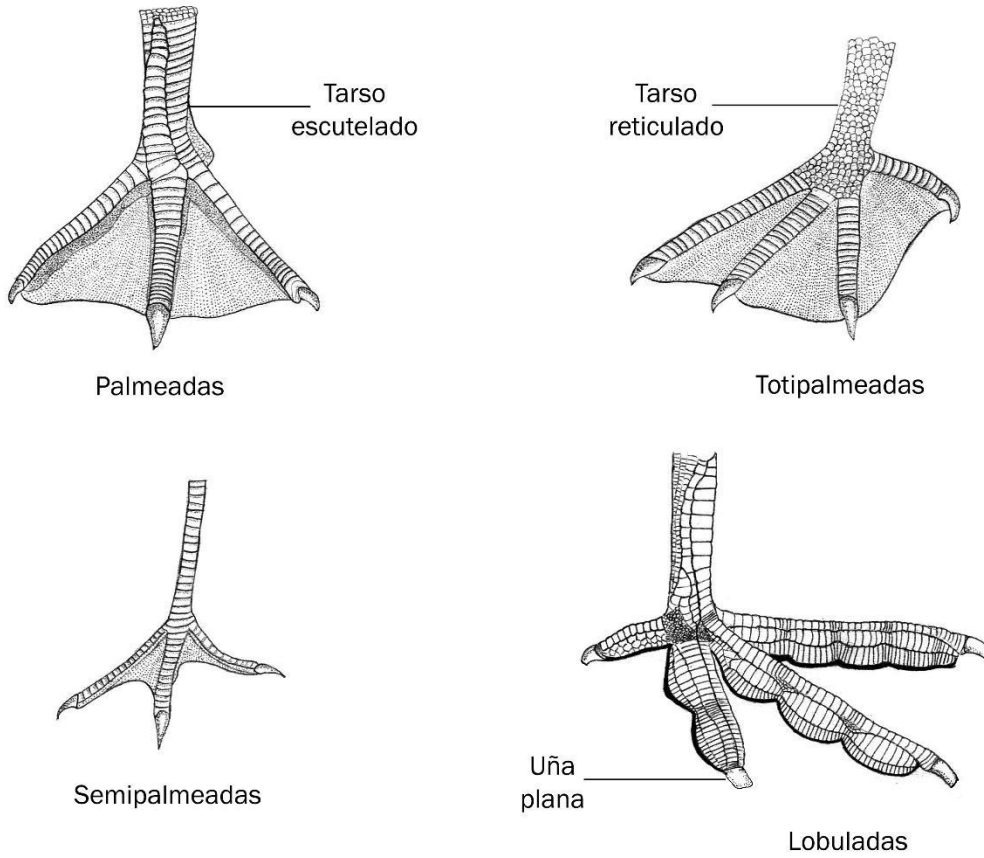 Tarso
escutelado
Tarso
reticulado
Palmeadas
Totipalmeadas
Semipalmeadas
Uña
plana
Lobuladas